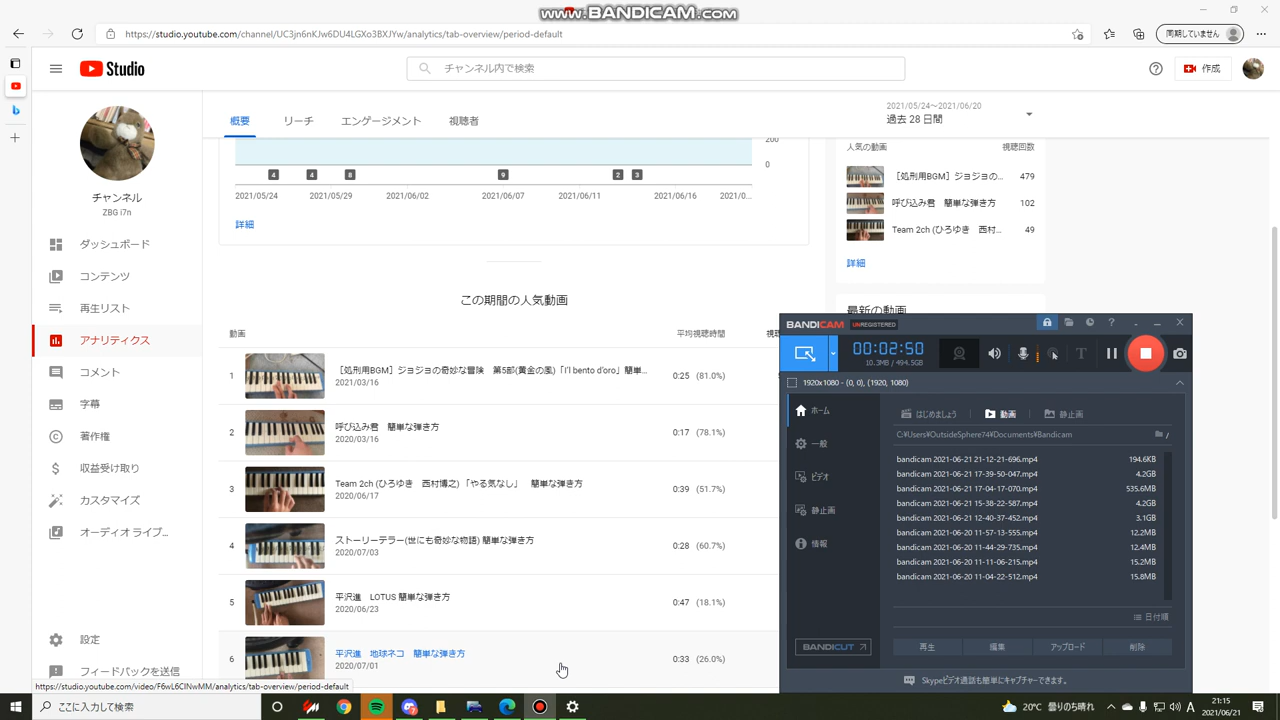 www.BANDICAM.com
https://studio.youtube.com/channel/UC3jn6nKJw6DU4LGXo3BXJYw/analytics/tab-overview/period-default
同期していません
Studio
チャンネル内で検索
作成
チャンネル
ZBG i7n
ダッシュボード
コンテンツ
再生リスト
アナリティクス
コメント
字幕
著作権
収益受け取り
カスタマイズ
オーディオ ライブ...
設定
フィードバックを送信
概要 リーチ エンゲージメント 視聴者
2021/05/24～2021/06/20
過去 28 日間
200
0
4 4 8 9 2 3
2021/05/24 2021/05/29 2021/06/02 2021/06/07 2021/06/11 2021/06/16 2021/0...
詳細
人気の動画 視聴回数
［処刑用BGM］ジョジョの... 479
呼び込み君　簡単な弾き方 102
Team 2ch (ひろゆき　西村... 49
詳細
最新の動画
この期間の人気動画
動画 平均視聴時間
1 ［処刑用BGM］ジョジョの奇妙な冒険　第5部(黄金の風)「I'l bento d'oro」簡単... 0:25 (81.0%)
2021/03/16
2 呼び込み君　簡単な弾き方 0:17 (78.1%)
2020/03/16
3 Team 2ch (ひろゆき　西村博之) 「やる気なし」　簡単な弾き方 0:39 (51.7%)
2020/06/17
4 ストーリーテラー(世にも奇妙な物語) 簡単な弾き方 0:28 (60.7%)
2020/07/03
5 平沢進　LOTUS 簡単な弾き方 0:47 (18.1%)
2020/06/23
6 平沢進　地球ネコ　簡単な弾き方 0:33 (26.0%)
2020/07/01
BANDICAM UNREGISTERED
00:02:50
10.3MB / 494.5GB
1920x1080 - (0, 0), (1920, 1080)
ホーム
一般
ビデオ
静止画
情報
はじめましょう 動画 静止画
C:¥Users¥OutsideSphere74¥Documents¥Bandicam
bandicam 2021-06-21 21-12-21-696.mp4 194.6KB
bandicam 2021-06-21 17-39-50-047.mp4 4.2GB
bandicam 2021-06-21 17-04-17-070.mp4 535.6MB
bandicam 2021-06-21 15-38-22-587.mp4 4.2GB
bandicam 2021-06-21 12-40-37-452.mp4 3.1GB
bandicam 2021-06-20 11-57-13-555.mp4 12.2MB
bandicam 2021-06-20 11-44-29-735.mp4 12.4MB
bandicam 2021-06-20 11-11-06-215.mp4 15.2MB
bandicam 2021-06-20 11-04-22-512.mp4 15.8MB
日付順
BANDICUT
再生 編集 アップロード 削除
Skypeビデオ通話も簡単にキャプチャーできます。
https://studio.youtube.com/video/F6wL6CINwMM/analytics/tab-overview/period-default
ここに入力して検索
20°C 曇りのち晴れ
21:15
2021/06/21